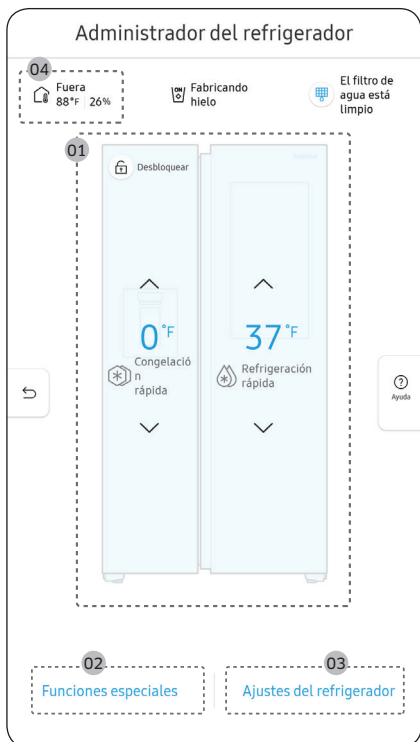 Administrador del refrigerador
04
Fuera
88°F | 26%
ON
Fabricando
hielo
El filtro de
agua está
limpio
01
Desbloquear
0°F
Congelació
n
rápida
37°F
Refrigeración
rápida
?
Ayuda
02
Funciones especiales
03
Ajustes del refrigerador